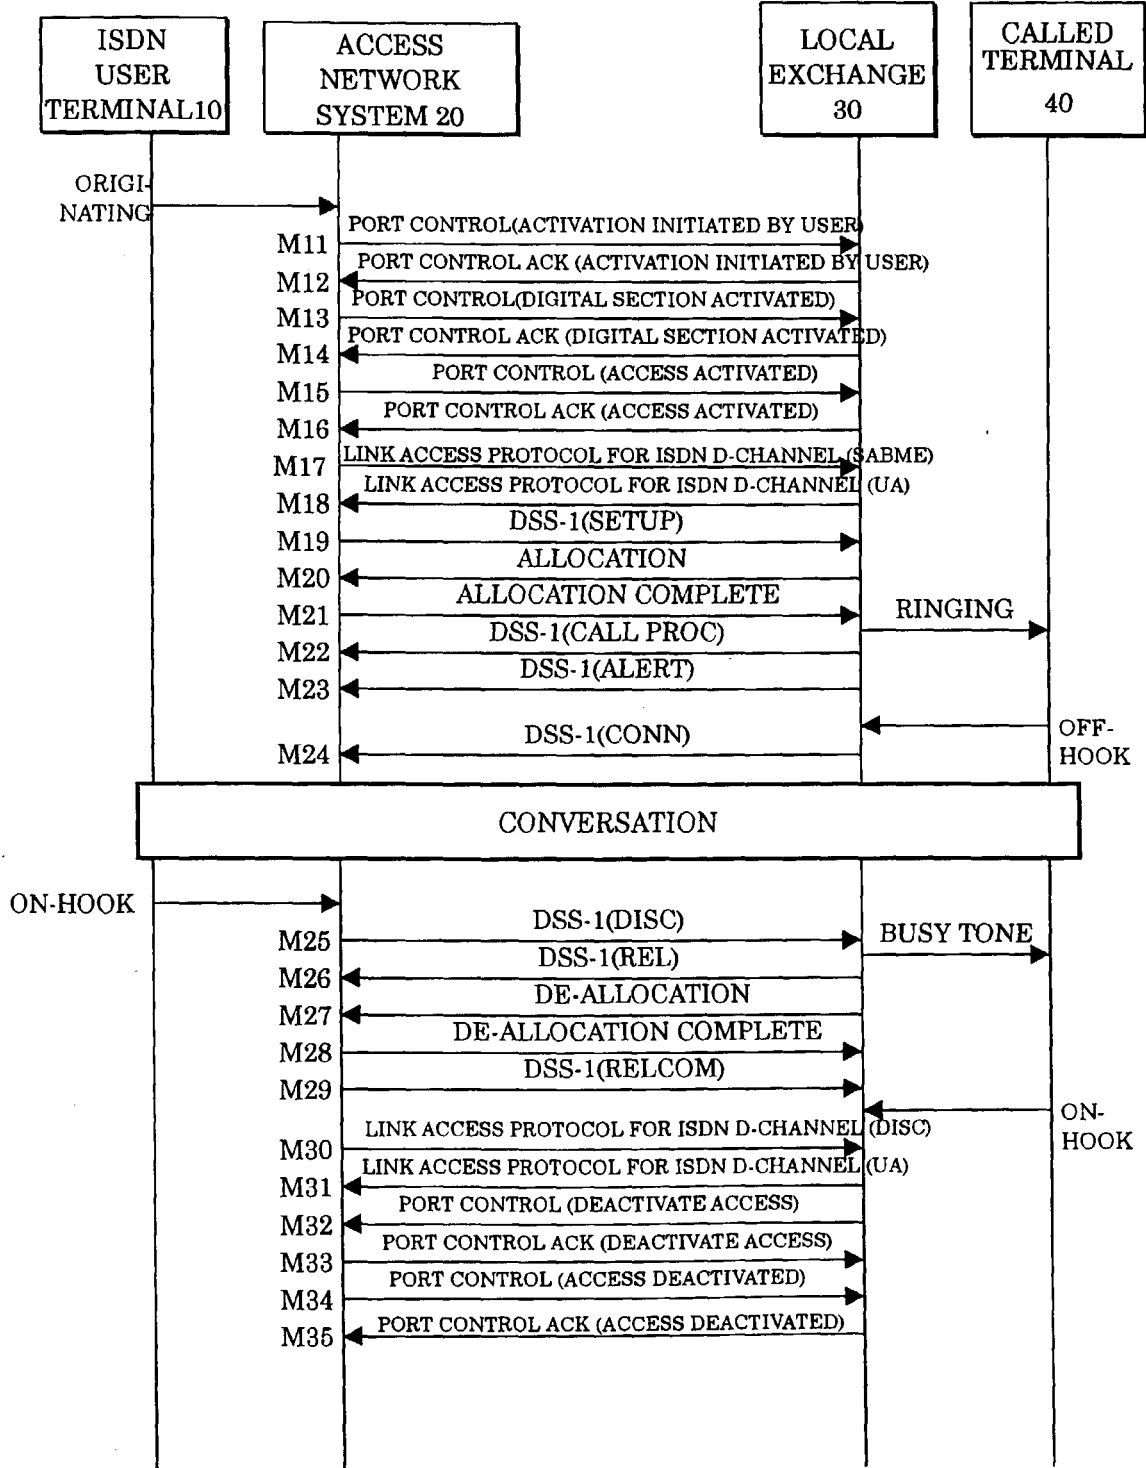 ISDN
USER
TERMINAL10
ACCESS
NETWORK
SYSTEM 20
LOCAL
EXCHANGE
30
CALLED
TERMINAL
40
ORIGI-
NATING
PORT CONTROL(ACTIVATION INITIATED BY USER)
M11
PORT CONTROL ACK (ACTIVATION INITIATED BY USER)
M12
PORT CONTROL(DIGITAL SECTION ACTIVATED)
M13
PORT CONTROL ACK (DIGITAL SECTION ACTIVATED)
M14
PORT CONTROL (ACCESS ACTIVATED)
M15
PORT CONTROL ACK (ACCESS ACTIVATED)
M16
LINK ACCESS PROTOCOL FOR ISDN D-CHANNEL (SABME)
M17
LINK ACCESS PROTOCOL FOR ISDN D-CHANNEL (UA)
M18
DSS-1(SETUP)
M19
ALLOCATION
M20
ALLOCATION COMPLETE
M21
RINGING
DSS-1(CALL PROC)
M22
DSS-1(ALERT)
M23
OFF-
HOOK
DSS-1(CONN)
M24
CONVERSATION
ON-HOOK
DSS-1(DISC)
M25
BUSY TONE
DSS-1(REL)
M26
DE-ALLOCATION
M27
DE-ALLOCATION COMPLETE
M28
DSS-1(RELCOM)
M29
ON-
HOOK
LINK ACCESS PROTOCOL FOR ISDN D-CHANNEL (DISC)
M30
LINK ACCESS PROTOCOL FOR ISDN D-CHANNEL (UA)
M31
PORT CONTROL (DEACTIVATE ACCESS)
M32
PORT CONTROL ACK (DEACTIVATE ACCESS)
M33
PORT CONTROL (ACCESS DEACTIVATED)
M34
PORT CONTROL ACK (ACCESS DEACTIVATED)
M35